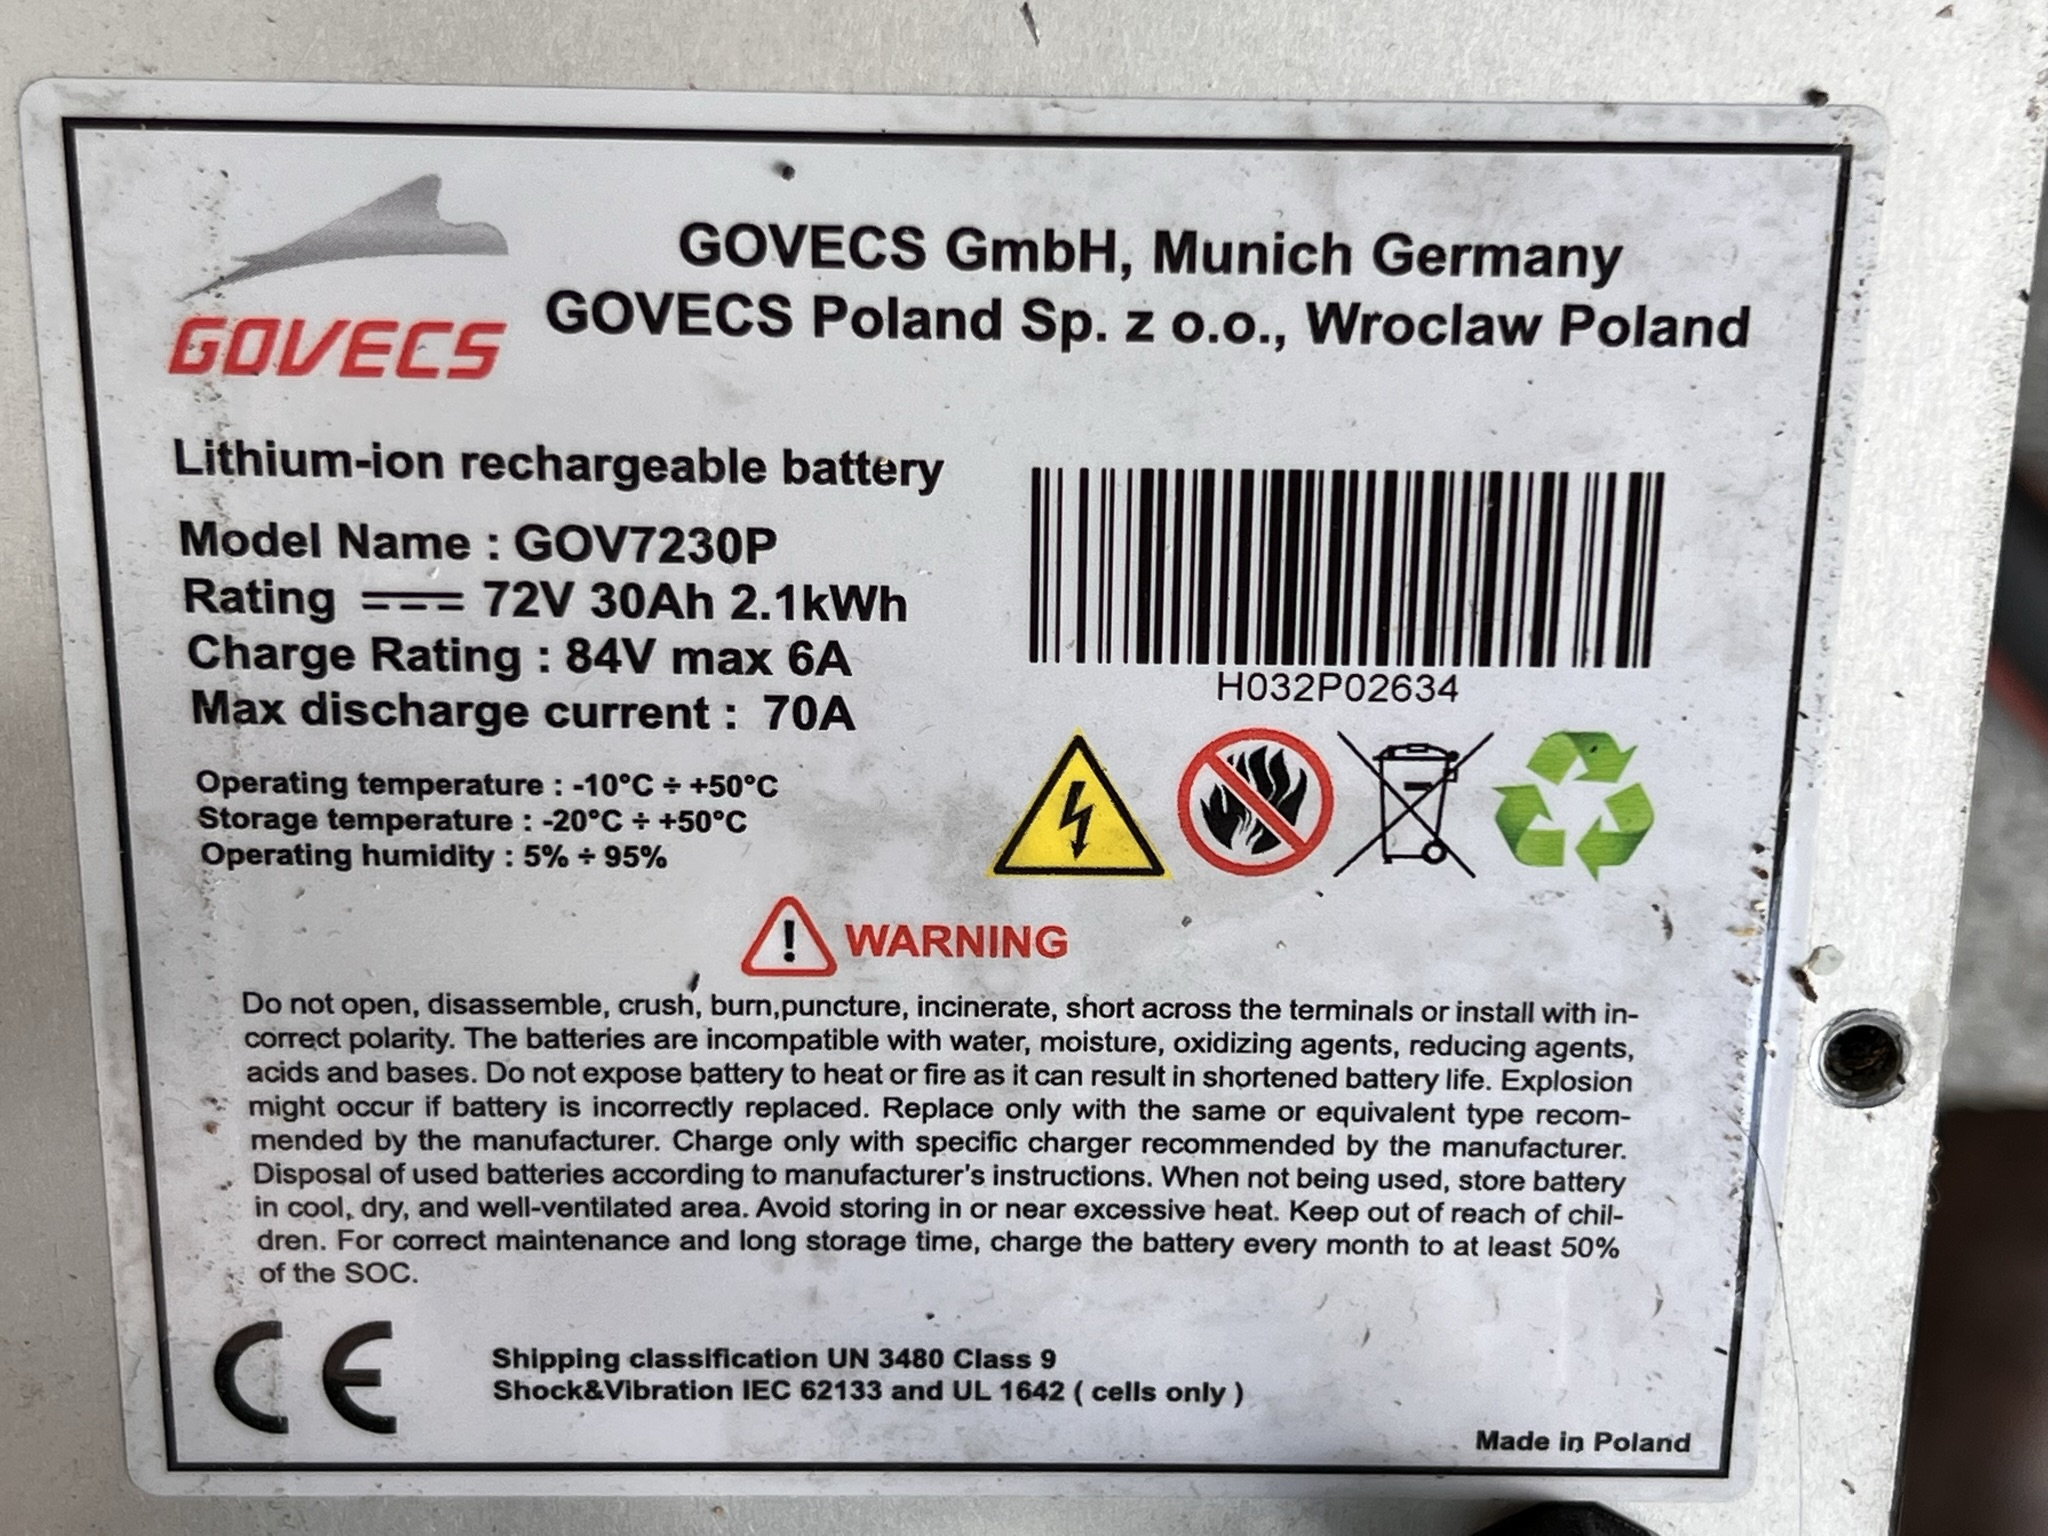 GOVECS
GOVECS GmbH, Munich Germany
GOVECS Poland Sp. z o.o., Wroclaw Poland
Lithium-ion rechargeable battery
Model Name : GOV7230P
Rating 72V 30Ah 2.1kWh
Charge Rating : 84V max 6A
Max discharge current : 70A
H032P02634
Operating temperature : -10°C ÷ +50°C
Storage temperature : -20°C ÷ +50°C
Operating humidity : 5% ÷ 95%
WARNING
Do not open, disassemble, crush, burn,puncture, incinerate, short across the terminals or install with in-
correct polarity. The batteries are incompatible with water, moisture, oxidizing agents, reducing agents,
acids and bases. Do not expose battery to heat or fire as it can result in shortened battery life. Explosion
might occur if battery is incorrectly replaced. Replace only with the same or equivalent type recom-
mended by the manufacturer. Charge only with specific charger recommended by the manufacturer.
Disposal of used batteries according to manufacturer's instructions. When not being used, store battery
in cool, dry, and well-ventilated area. Avoid storing in or near excessive heat. Keep out of reach of chil-
dren. For correct maintenance and long storage time, charge the battery every month to at least 50%
of the SOC.
CE
Shipping classification UN 3480 Class 9
Shock&Vibration IEC 62133 and UL 1642 ( cells only )
Made in Poland